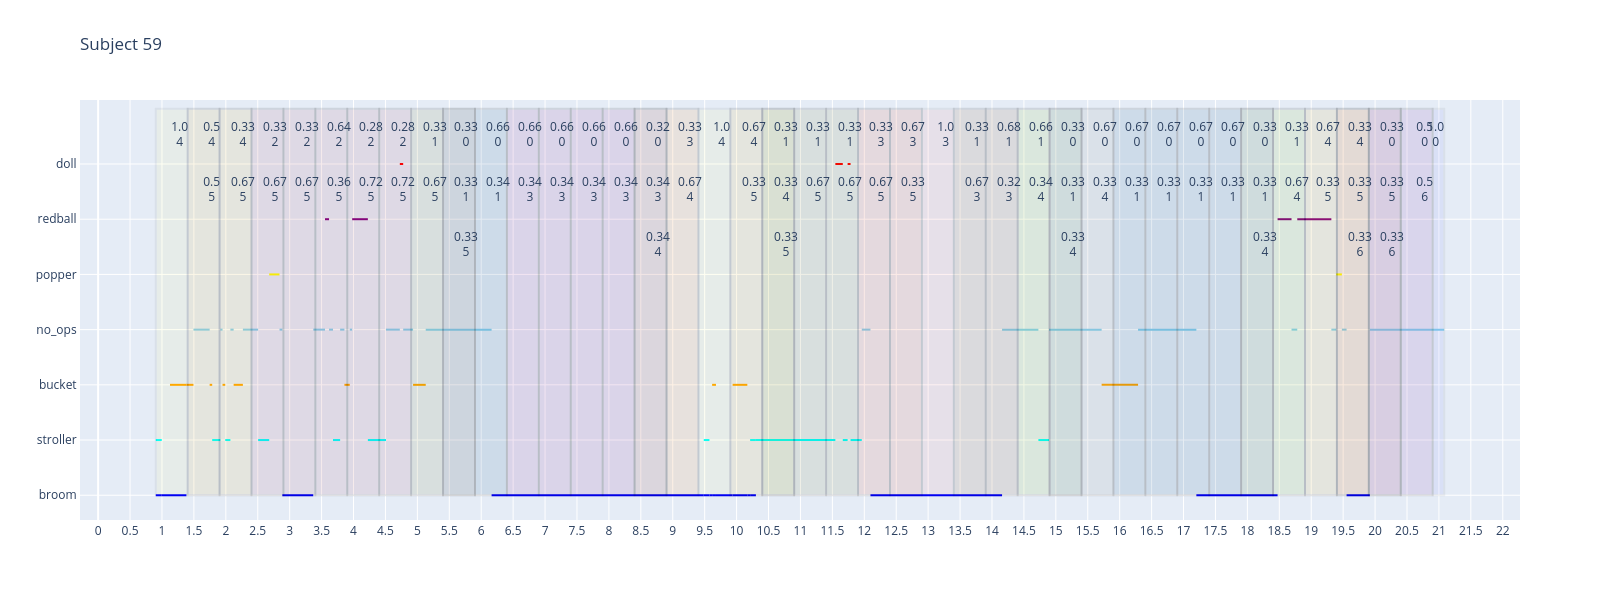 Subject 59
1.0 0.5 0.33 0.33 0.33 0.64 0.28 0.28 0.33 0.33 0.66 0.66 0.66 0.66 0.66 0.32 0.33 1.0 0.67 0.33 0.33 0.33 0.33 0.67 1.0 0.33 0.68 0.66 0.33 0.67 0.67 0.67 0.67 0.67 0.33 0.33 0.67 0.33 0.33 0.5 1.0
4 4 4 2 2 2 2 2 1 0 0 0 0 0 0 0 3 4 4 1 1 1 3 3 3 1 1 1 0 0 0 0 0 0 0 1 4 4 0 0 0
doll
0.5 0.67 0.67 0.67 0.36 0.72 0.72 0.67 0.33 0.34 0.34 0.34 0.34 0.34 0.34 0.67 0.33 0.33 0.67 0.67 0.67 0.33 0.67 0.32 0.34 0.33 0.33 0.33 0.33 0.33 0.33 0.33 0.67 0.33 0.33 0.33 0.5
5 5 5 5 5 5 5 5 1 1 3 3 3 3 3 4 5 4 5 5 5 5 3 3 4 1 4 1 1 1 1 1 4 5 5 5 6
redball
0.33 0.34 0.33 0.33 0.33 0.33 0.33
5 4 5 4 4 6 6
popper
no_ops
bucket
stroller
broom
0 0.5 1 1.5 2 2.5 3 3.5 4 4.5 5 5.5 6 6.5 7 7.5 8 8.5 9 9.5 10 10.5 11 11.5 12 12.5 13 13.5 14 14.5 15 15.5 16 16.5 17 17.5 18 18.5 19 19.5 20 20.5 21 21.5 22